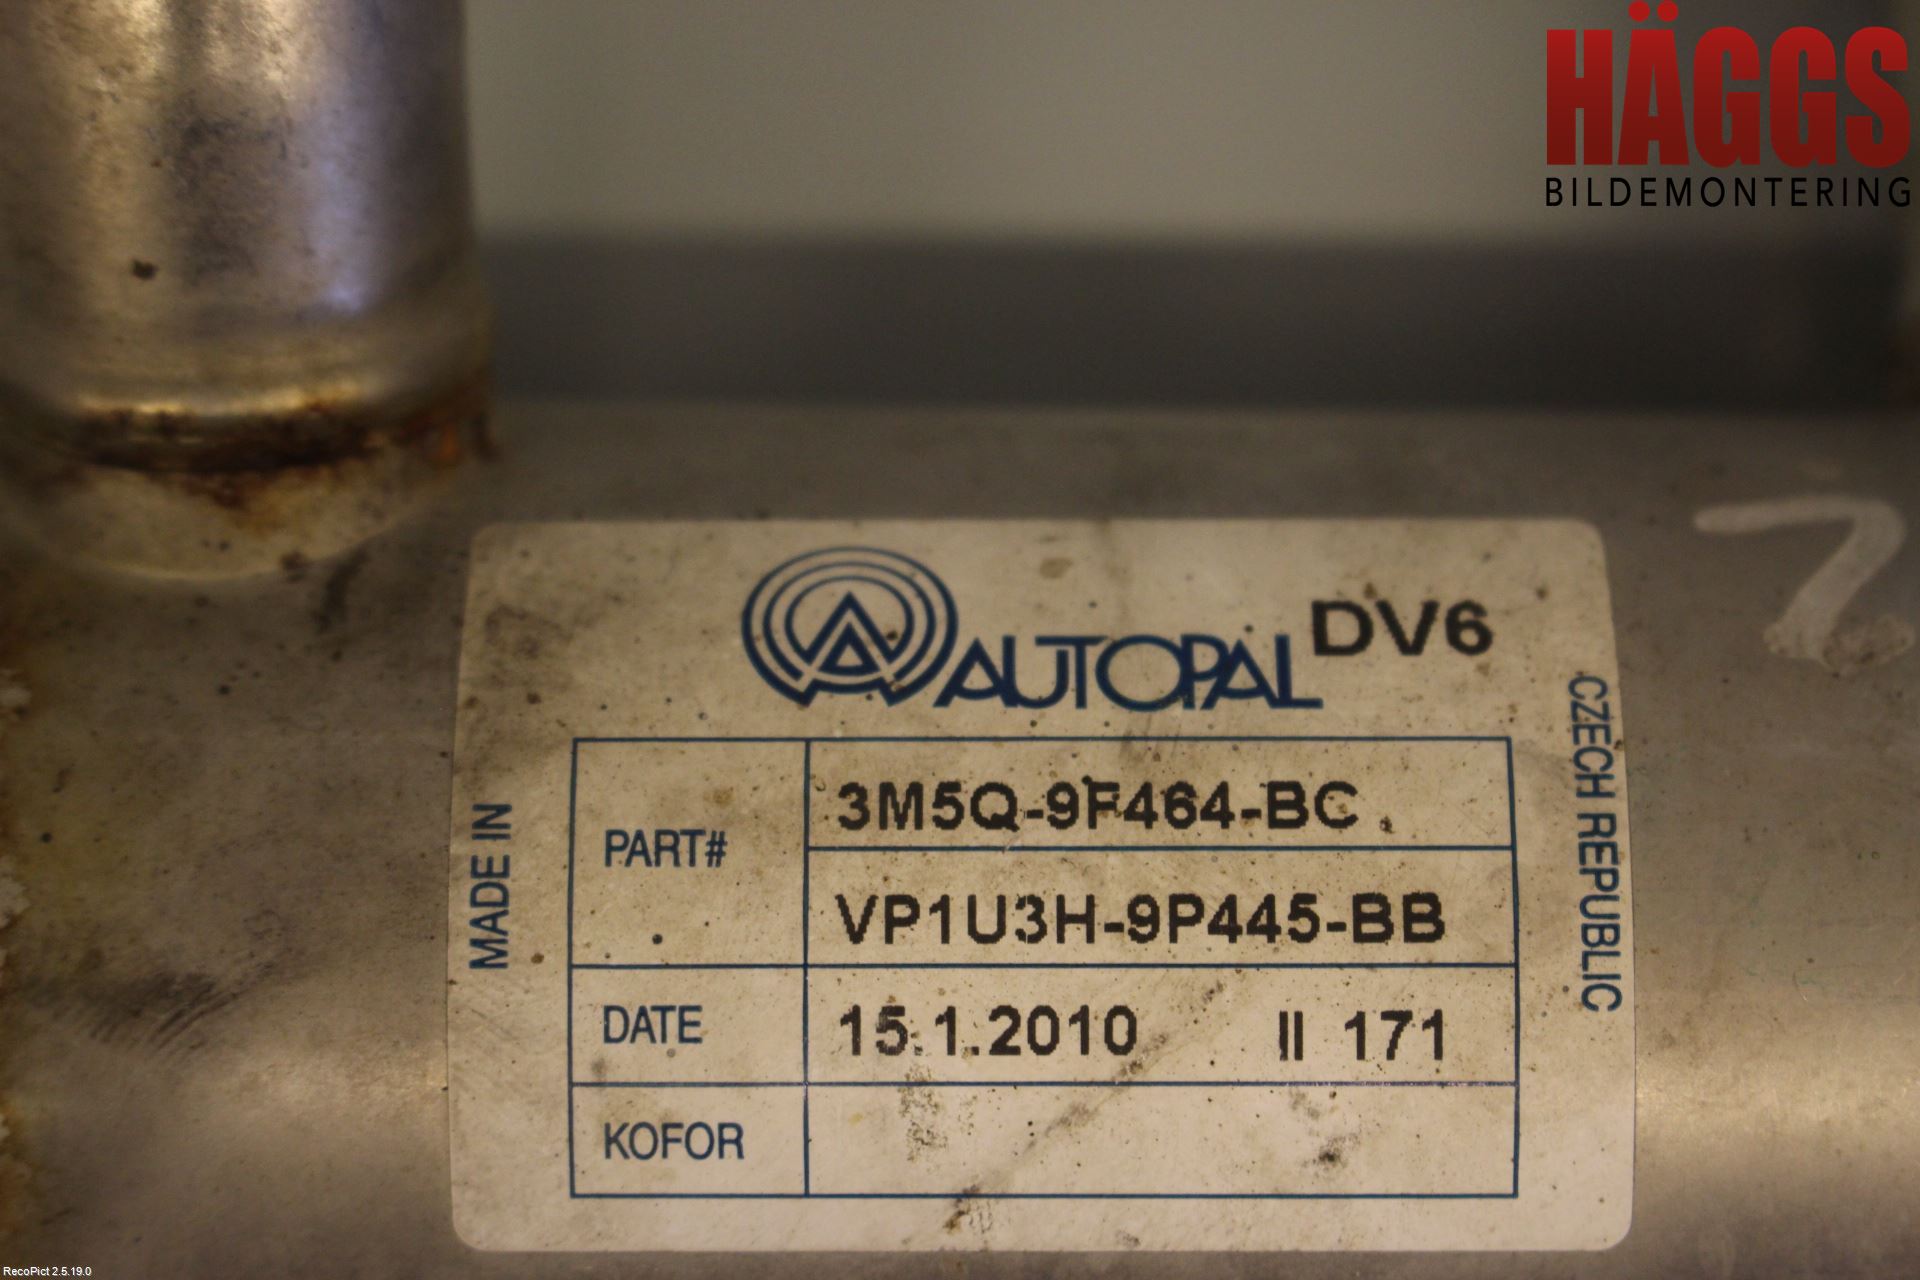 HÄGGS
BILDEMONTERING
AUTOPAL DV6
MADE IN
CZECH REPUBLIC
PART# 3M5Q-9F464-BC
VP1U3H-9P445-BB
DATE 15.1.2010 II 171
KOFOR
RecoPict 2.5.19.0